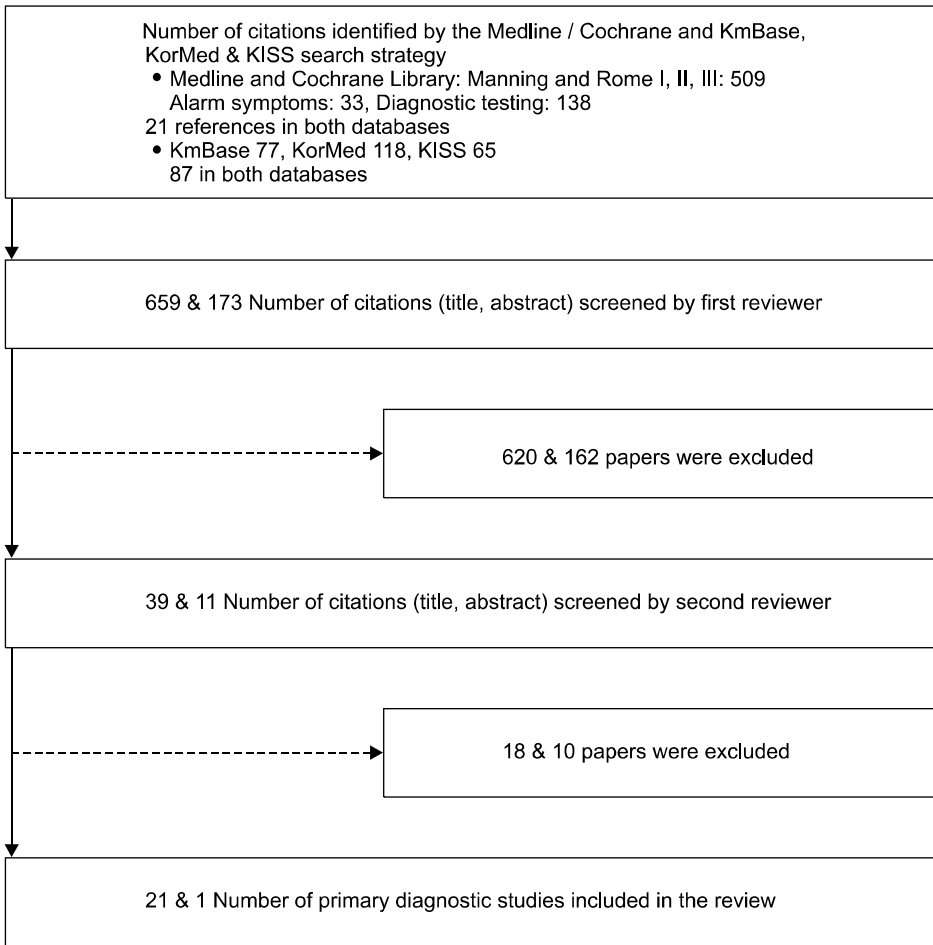 Number of citations identified by the Medline / Cochrane and KmBase,
KorMed & KISS search strategy
• Medline and Cochrane Library: Manning and Rome I, II, III: 509
Alarm symptoms: 33, Diagnostic testing: 138
21 references in both databases
• KmBase 77, KorMed 118, KISS 65
87 in both databases
659 & 173 Number of citations (title, abstract) screened by first reviewer
620 & 162 papers were excluded
39 & 11 Number of citations (title, abstract) screened by second reviewer
18 & 10 papers were excluded
21 & 1 Number of primary diagnostic studies included in the review